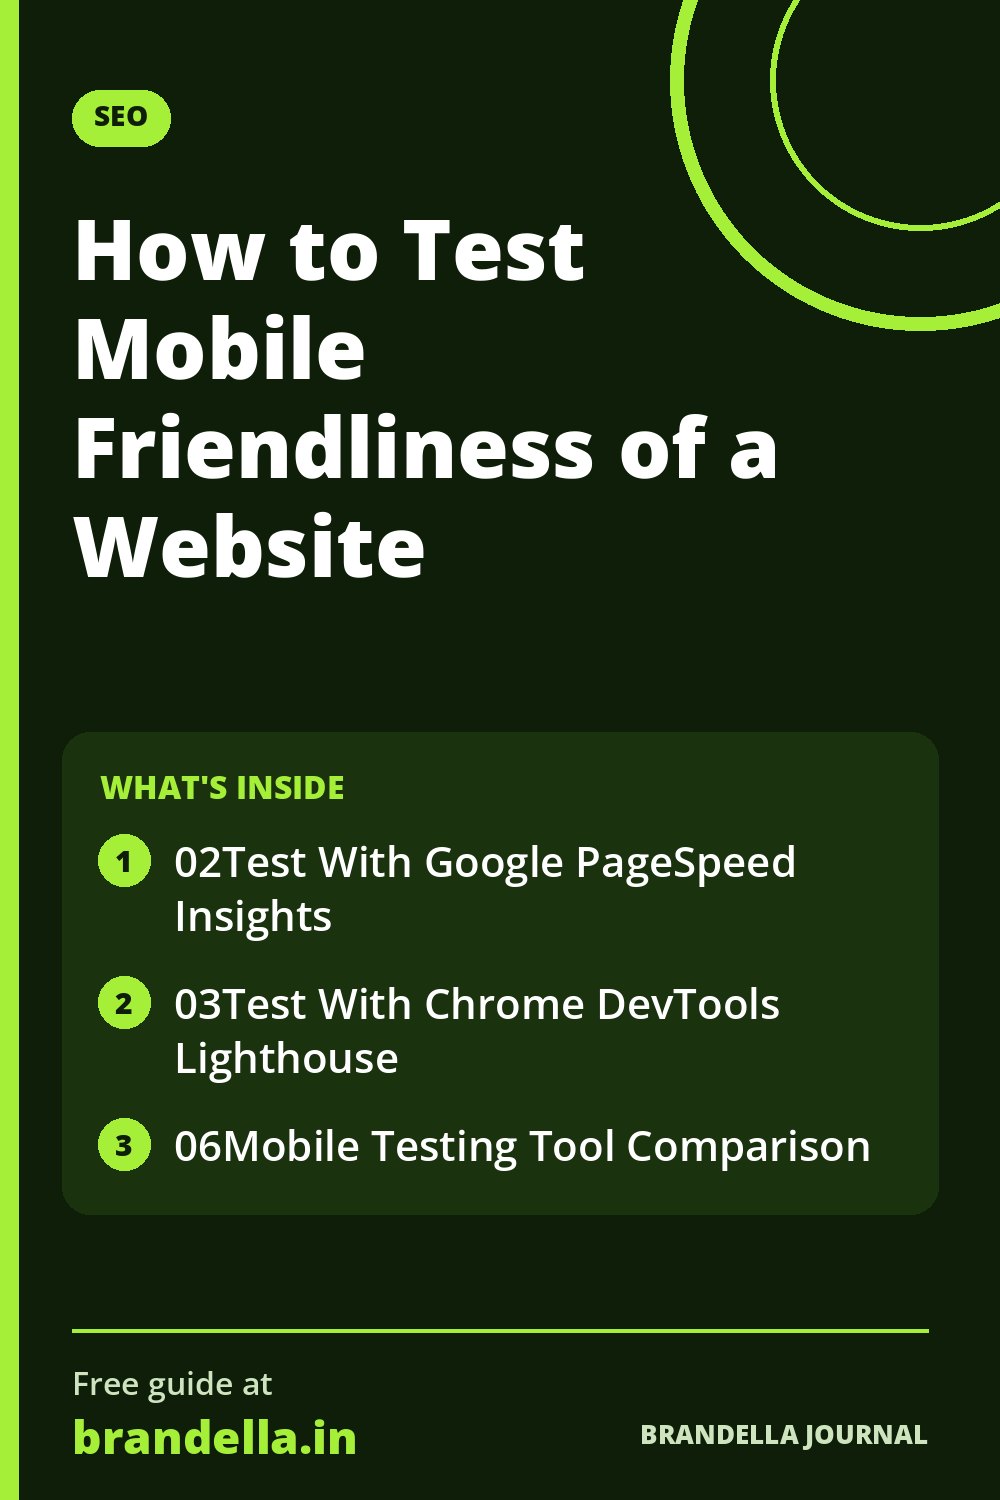 SEO
How to Test
Mobile
Friendliness of a
Website
WHAT'S INSIDE
1 02Test With Google PageSpeed
Insights
2 03Test With Chrome DevTools
Lighthouse
3 06Mobile Testing Tool Comparison
Free guide at
brandella.in
BRANDELLA JOURNAL